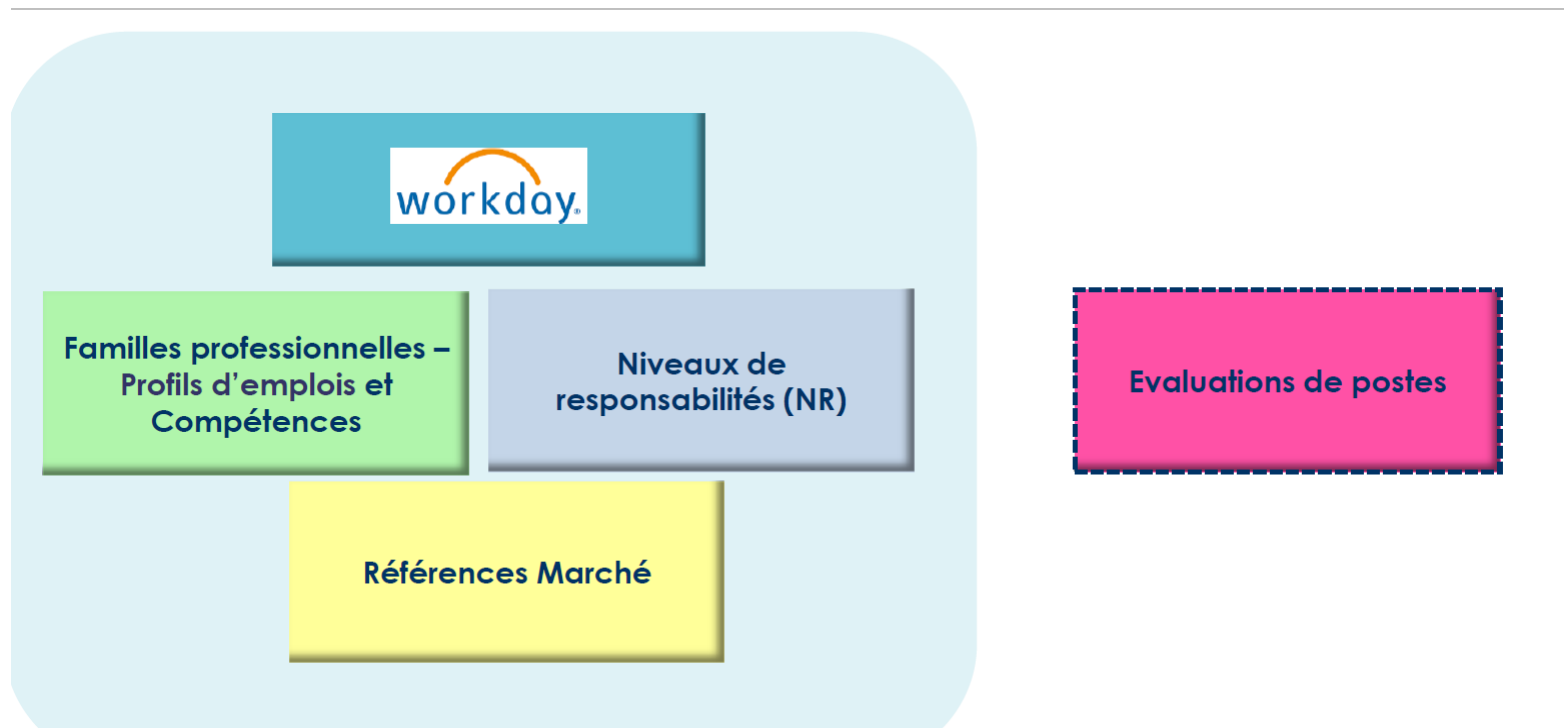 workday®
Familles professionnelles –
Profils d'emplois et
Compétences
Niveaux de
responsabilités (NR)
Evaluations de postes
Références Marché